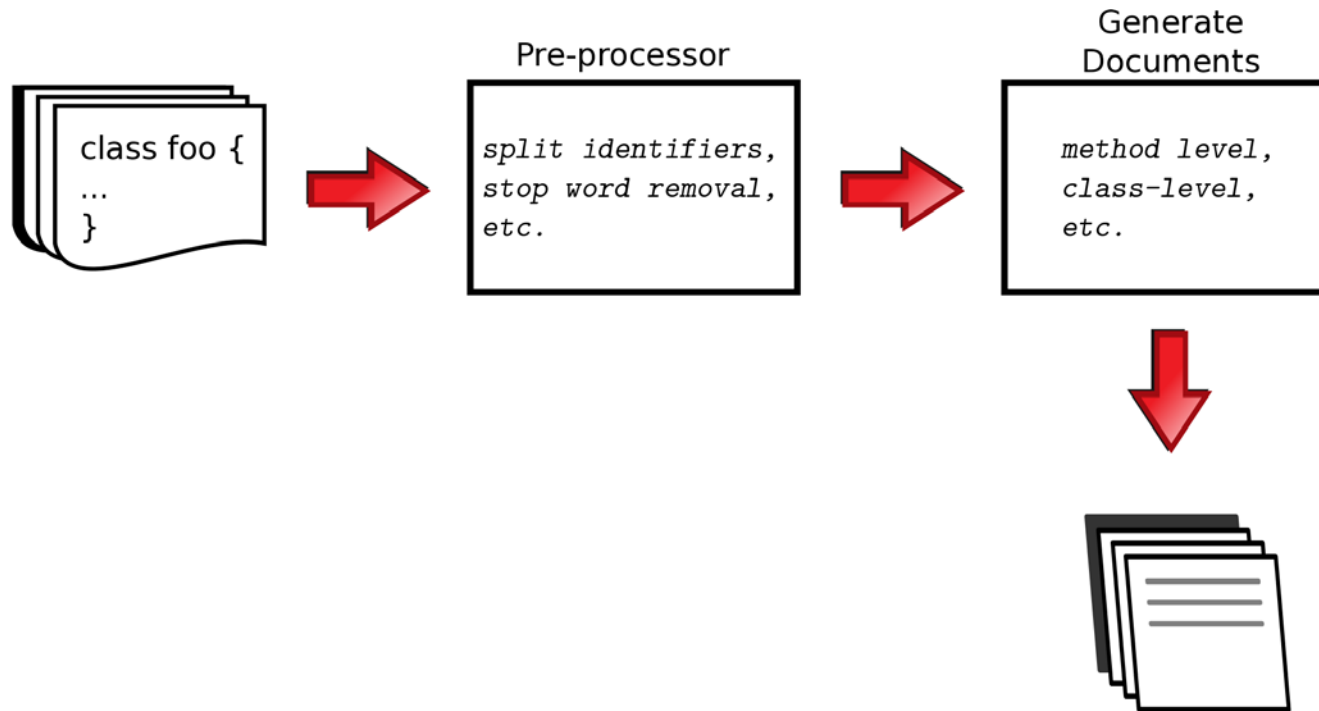 class foo {
...
}
Pre-processor
split identifiers,
stop word removal,
etc.
Generate
Documents
method level,
class-level,
etc.